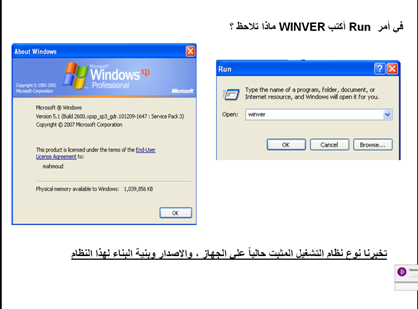 في أمر Run أكتب WINVER ماذا تلاحظ ؟
About Windows
Microsoft
Windows xp
Professional
Copyright © 1985-2001
Microsoft Corporation
Microsoft
Microsoft ® Windows
Version 5.1 (Build 2600.xpsp_sp3_gdr.101209-1647 : Service Pack 3)
Copyright © 2007 Microsoft Corporation
This product is licensed under the terms of the End-User
License Agreement to:
mahmoud
Physical memory available to Windows: 1,039,856 KB
OK
Run
Type the name of a program, folder, document, or
Internet resource, and Windows will open it for you.
Open: winver
OK Cancel Browse...
تخبرنا نوع نظام التشغيل المثبت حالياً على الجهاز ، والاصدار وبنية البناء لهذا النظام